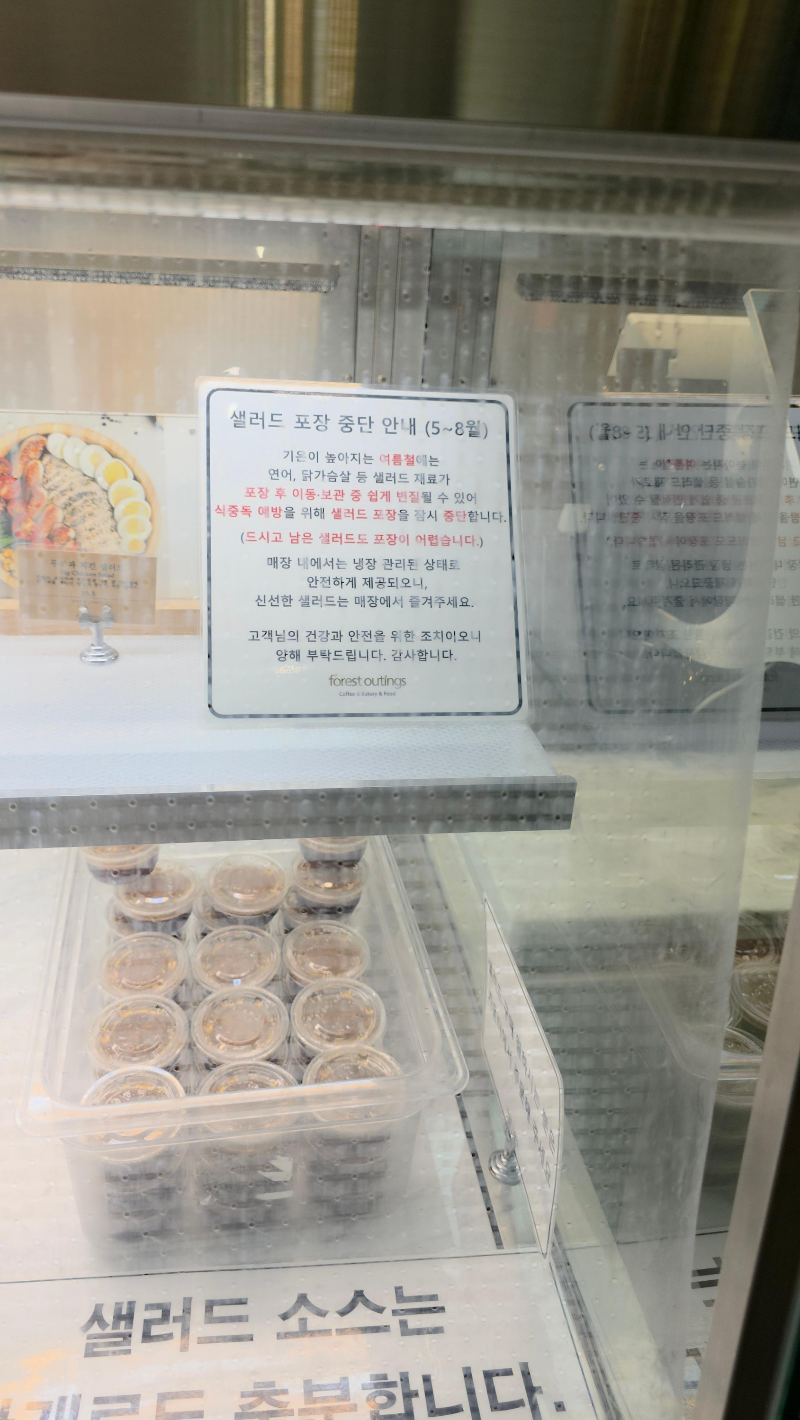 샐러드 포장 중단 안내 (5~8월)
기온이 높아지는 여름철에는
연어, 닭가슴살 등 샐러드 재료가
포장 후 이동·보관 중 쉽게 변질될 수 있어
식중독 예방을 위해 샐러드 포장을 잠시 중단합니다.
(드시고 남은 샐러드도 포장이 어렵습니다.)
매장 내에서는 냉장 관리된 상태로
안전하게 제공되오니,
신선한 샐러드는 매장에서 즐겨주세요.
고객님의 건강과 안전을 위한 조치이오니
양해 부탁드립니다. 감사합니다.
forest outings
Coffee & Eatery & Food
샐러드 소스는
충분합니다.